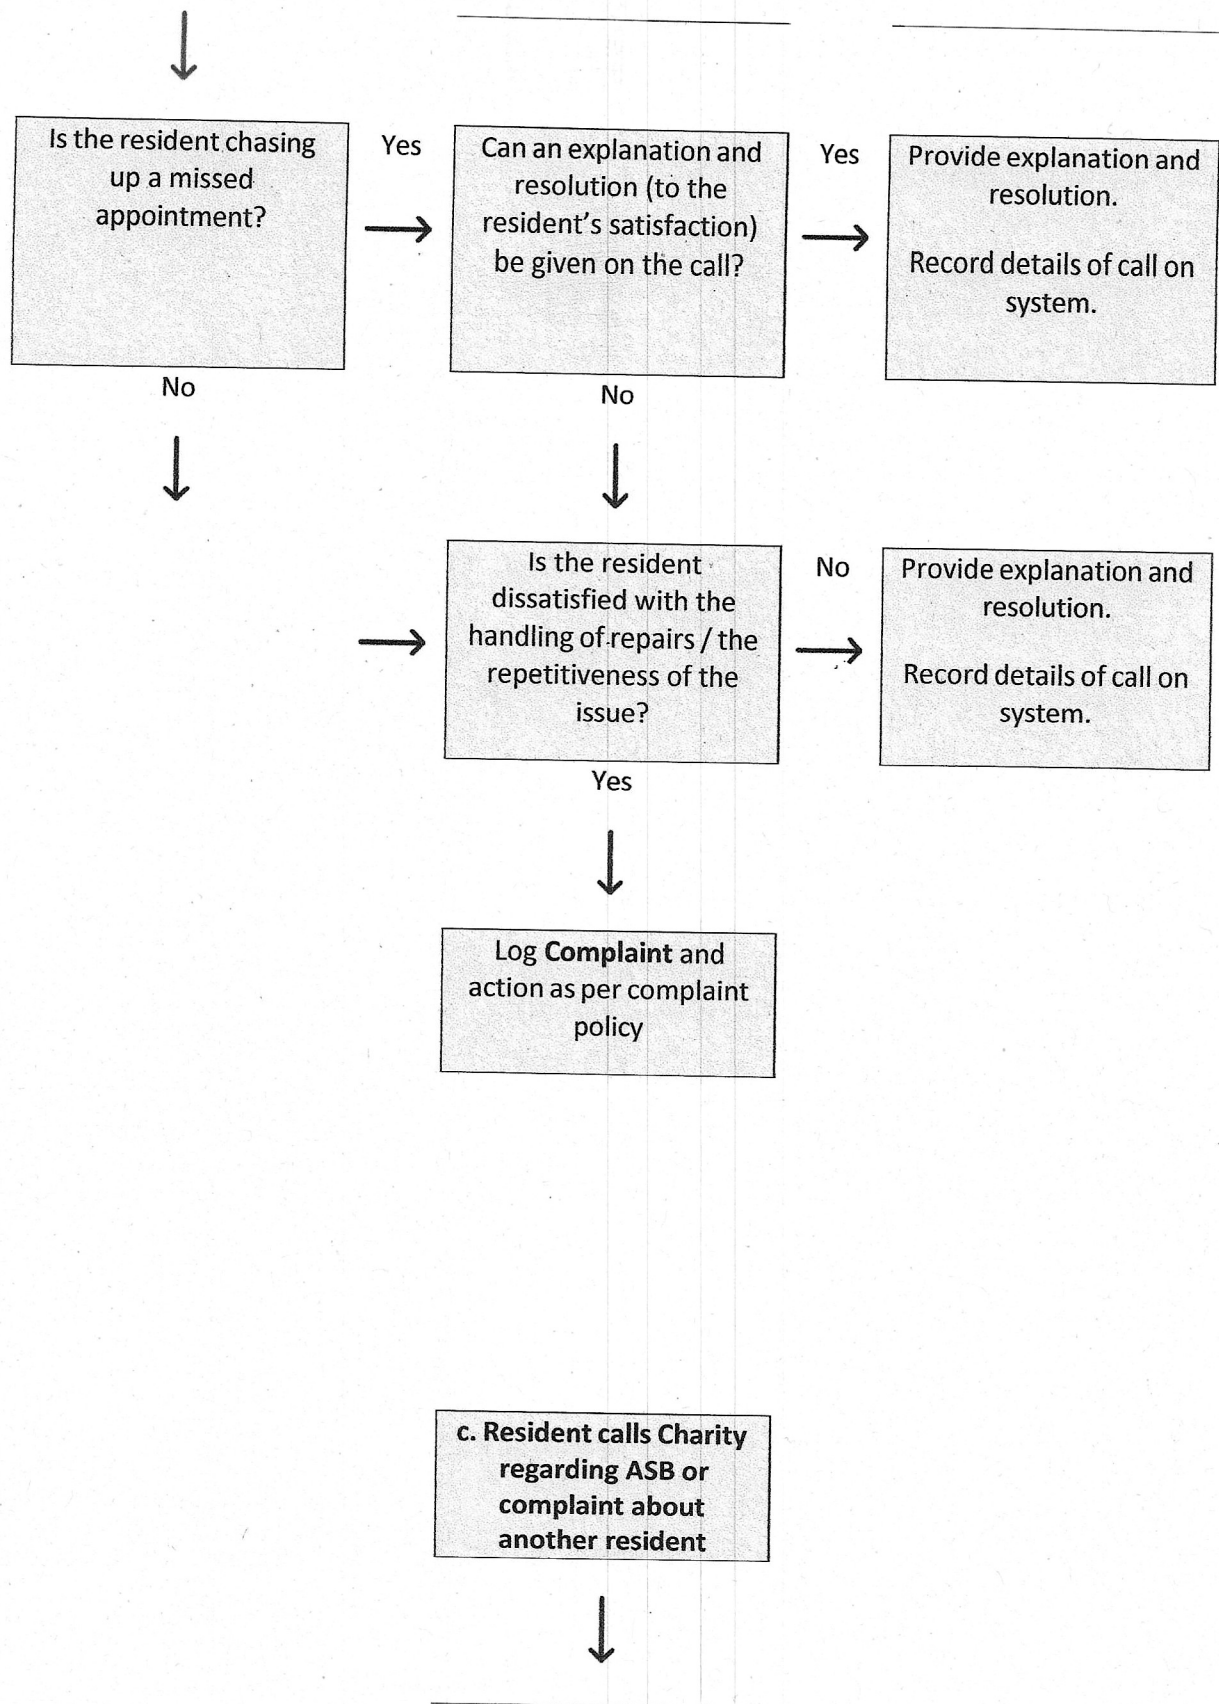 Is the resident chasing
up a missed
appointment?
Yes
Can an explanation and
resolution (to the
resident's satisfaction)
be given on the call?
Yes
Provide explanation and
resolution.
Record details of call on
system.
No
No
Is the resident
dissatisfied with the
handling of repairs / the
repetitiveness of the
issue?
No
Provide explanation and
resolution.
Record details of call on
system.
Yes
Log Complaint and
action as per complaint
policy
c. Resident calls Charity
regarding ASB or
complaint about
another resident